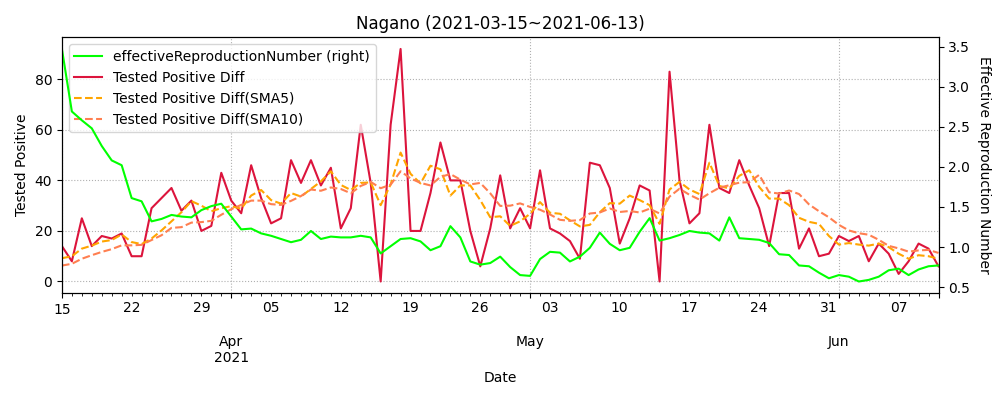 Nagano (2021-03-15~2021-06-13)
effectiveReproductionNumber (right)
Tested Positive Diff
Tested Positive Diff(SMA5)
Tested Positive Diff(SMA10)
Tested Positive
80
60
40
20
0
3.5
3.0
2.5
2.0
1.5
1.0
0.5
Effective Reproduction Number
15 22 29 05 12 19 26 03 10 17 24 31 07
Apr May Jun
2021
Date